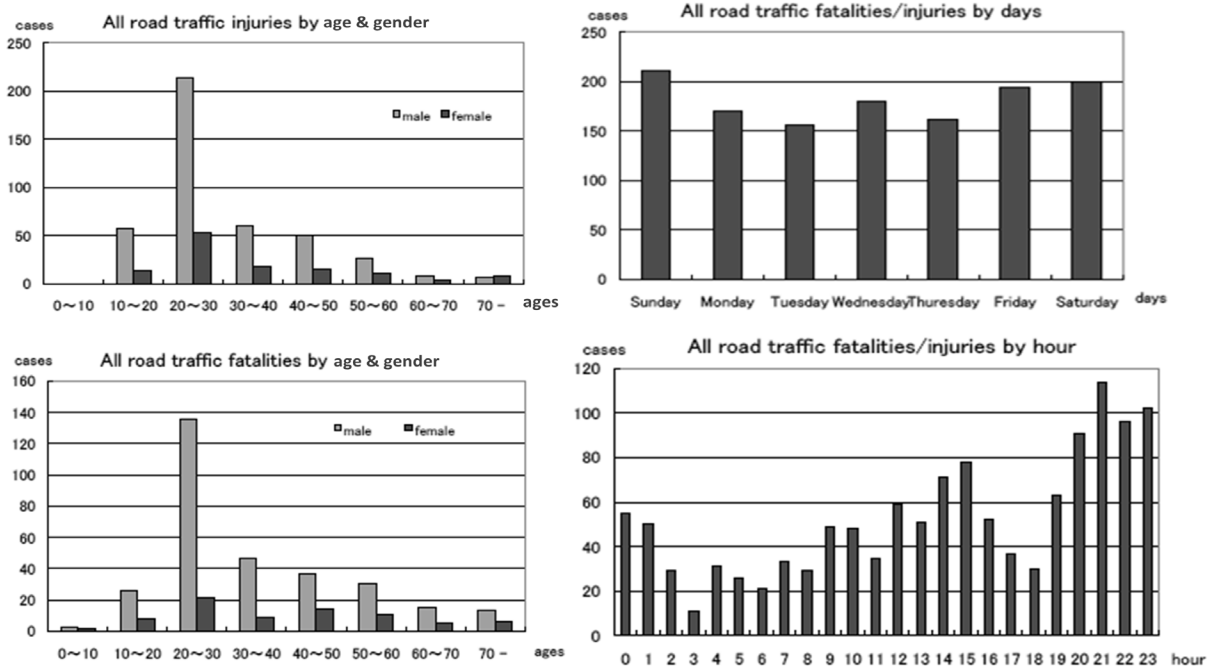 cases
All road traffic injuries by age & gender
250
200
150
100
50
0
male female
0～10 10～20 20～30 30～40 40～50 50～60 60～70 70 - ages
All road traffic fatalities/injuries by days
cases
250
200
150
100
50
0
Sunday Monday Tuesday Wednesday Thuresday Friday Saturday days
cases
All road traffic fatalities by age & gender
160
140
120
100
80
60
40
20
0
male female
0～10 10～20 20～30 30～40 40～50 50～60 60～70 70 - ages
cases
All road traffic fatalities/injuries by hour
120
100
80
60
40
20
0
0 1 2 3 4 5 6 7 8 9 10 11 12 13 14 15 16 17 18 19 20 21 22 23 hour